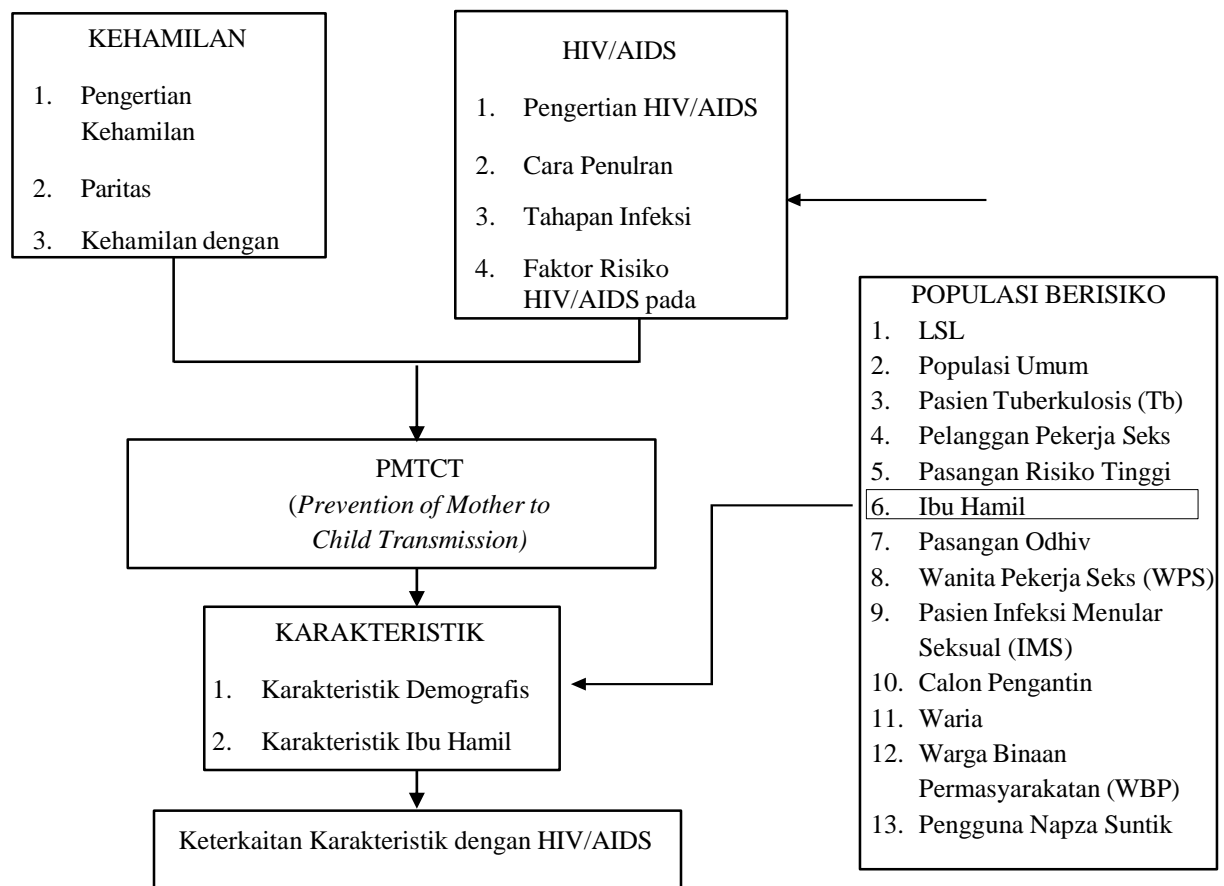 KEHAMILAN
1. Pengertian
Kehamilan
2. Paritas
3. Kehamilan dengan
HIV/AIDS
1. Pengertian HIV/AIDS
2. Cara Penulran
3. Tahapan Infeksi
4. Faktor Risiko
HIV/AIDS pada
POPULASI BERISIKO
1. LSL
2. Populasi Umum
3. Pasien Tuberkulosis (Tb)
4. Pelanggan Pekerja Seks
5. Pasangan Risiko Tinggi
6. Ibu Hamil
7. Pasangan Odhiv
8. Wanita Pekerja Seks (WPS)
9. Pasien Infeksi Menular
Seksual (IMS)
10. Calon Pengantin
11. Waria
12. Warga Binaan
Permasyarakatan (WBP)
13. Pengguna Napza Suntik
PMTCT
(Prevention of Mother to
Child Transmission)
KARAKTERISTIK
1. Karakteristik Demografis
2. Karakteristik Ibu Hamil
Keterkaitan Karakteristik dengan HIV/AIDS